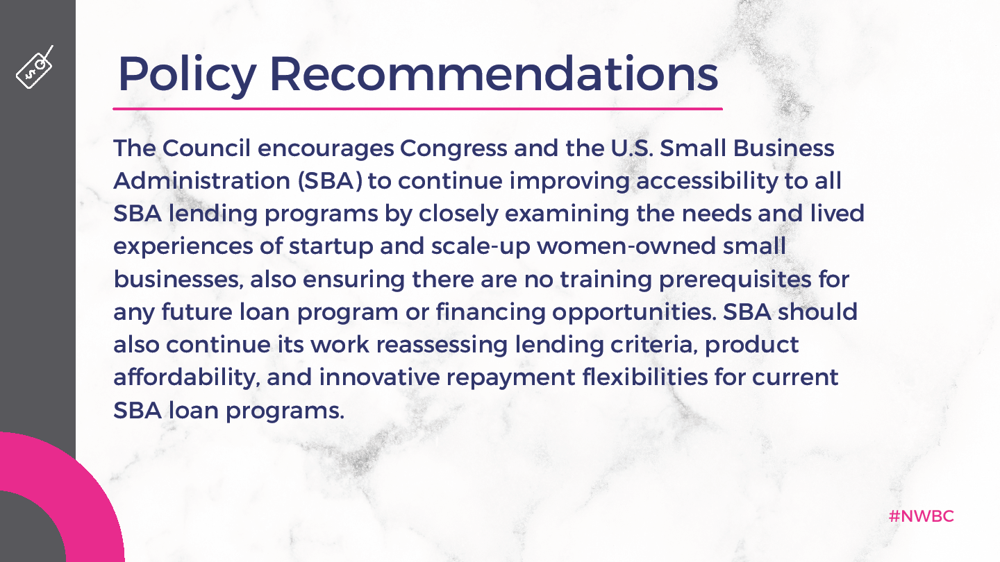 Policy Recommendations
The Council encourages Congress and the U.S. Small Business
Administration (SBA) to continue improving accessibility to all
SBA lending programs by closely examining the needs and lived
experiences of startup and scale-up women-owned small
businesses, also ensuring there are no training prerequisites for
any future loan program or financing opportunities. SBA should
also continue its work reassessing lending criteria, product
affordability, and innovative repayment flexibilities for current
SBA loan programs.
#NWBC